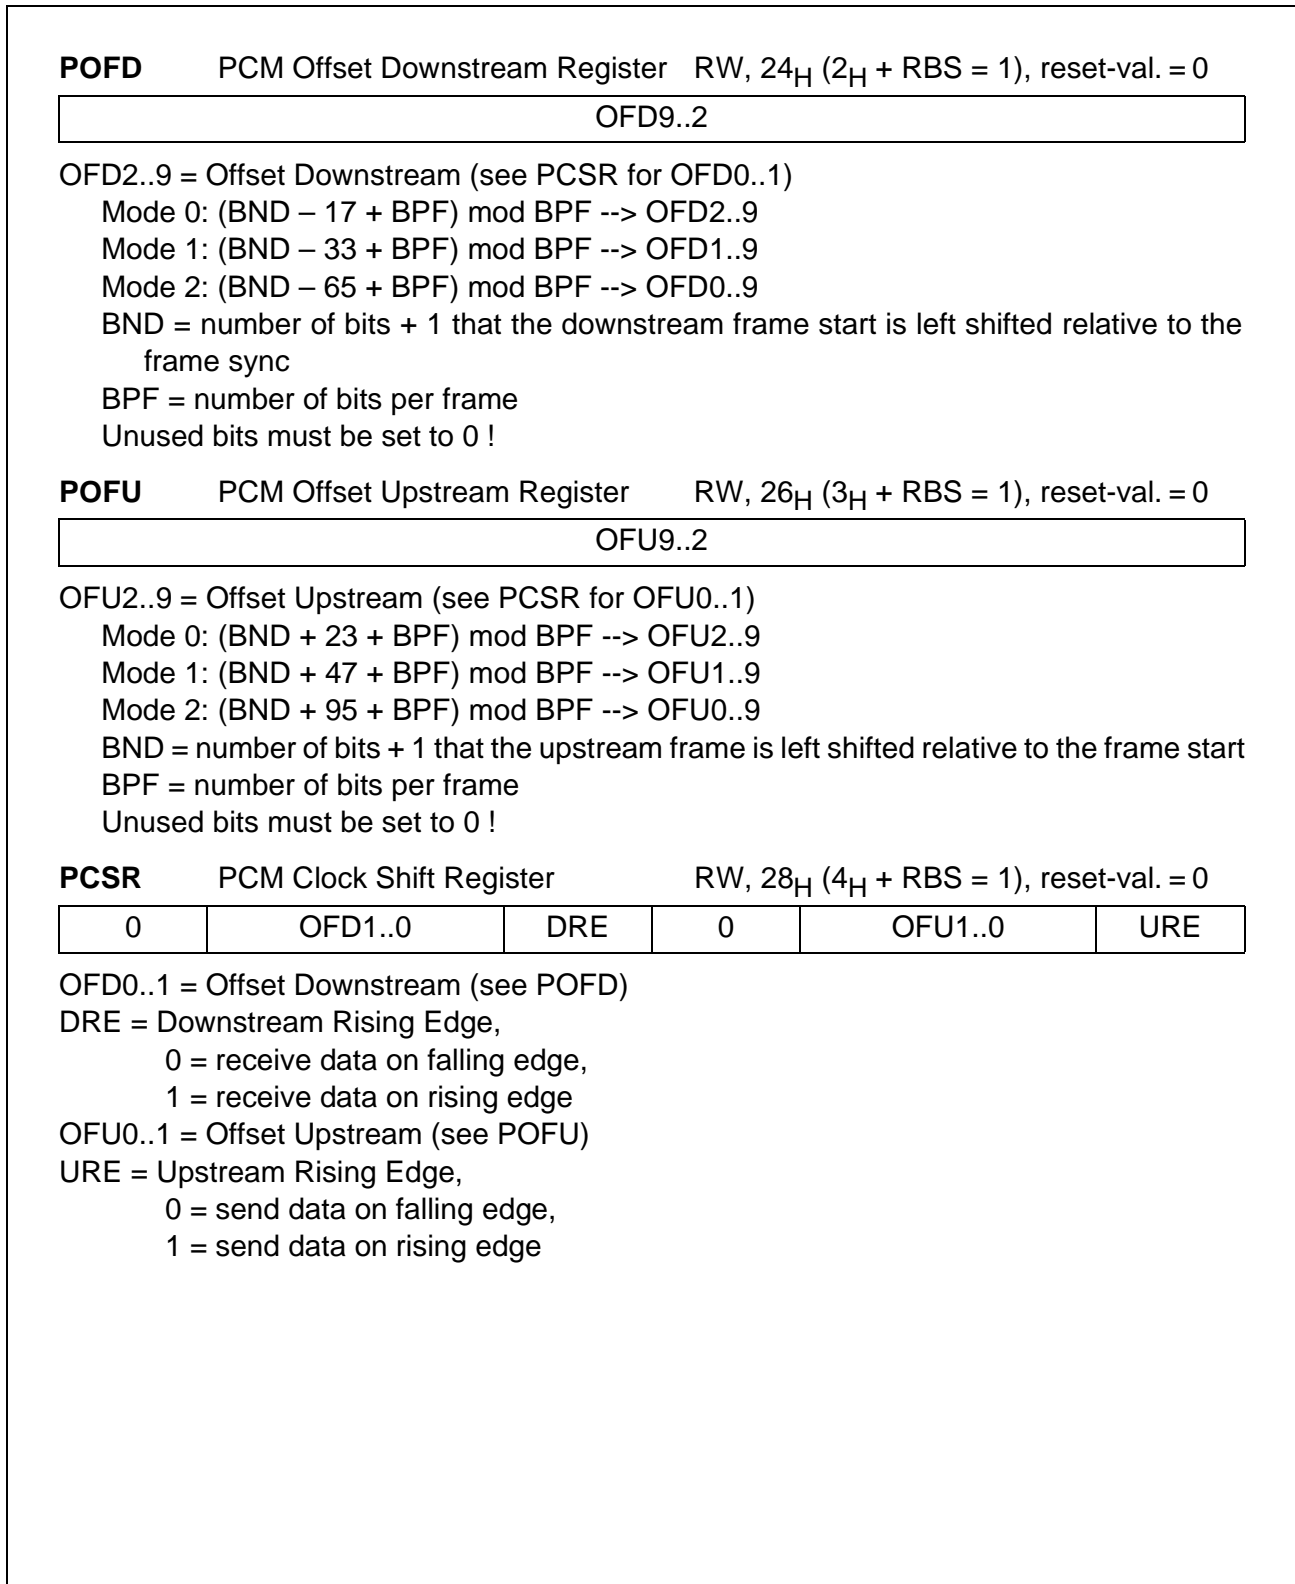 POFD PCM Offset Downstream Register RW, 24H (2H + RBS = 1), reset-val. = 0
OFD9..2
OFD2..9 = Offset Downstream (see PCSR for OFD0..1)
Mode 0: (BND – 17 + BPF) mod BPF --> OFD2..9
Mode 1: (BND – 33 + BPF) mod BPF --> OFD1..9
Mode 2: (BND – 65 + BPF) mod BPF --> OFD0..9
BND = number of bits + 1 that the downstream frame start is left shifted relative to the
frame sync
BPF = number of bits per frame
Unused bits must be set to 0 !
POFU PCM Offset Upstream Register RW, 26H (3H + RBS = 1), reset-val. = 0
OFU9..2
OFU2..9 = Offset Upstream (see PCSR for OFU0..1)
Mode 0: (BND + 23 + BPF) mod BPF --> OFU2..9
Mode 1: (BND + 47 + BPF) mod BPF --> OFU1..9
Mode 2: (BND + 95 + BPF) mod BPF --> OFU0..9
BND = number of bits + 1 that the upstream frame is left shifted relative to the frame start
BPF = number of bits per frame
Unused bits must be set to 0 !
PCSR PCM Clock Shift Register RW, 28H (4H + RBS = 1), reset-val. = 0
0 OFD1..0 DRE 0 OFU1..0 URE
OFD0..1 = Offset Downstream (see POFD)
DRE = Downstream Rising Edge,
0 = receive data on falling edge,
1 = receive data on rising edge
OFU0..1 = Offset Upstream (see POFU)
URE = Upstream Rising Edge,
0 = send data on falling edge,
1 = send data on rising edge